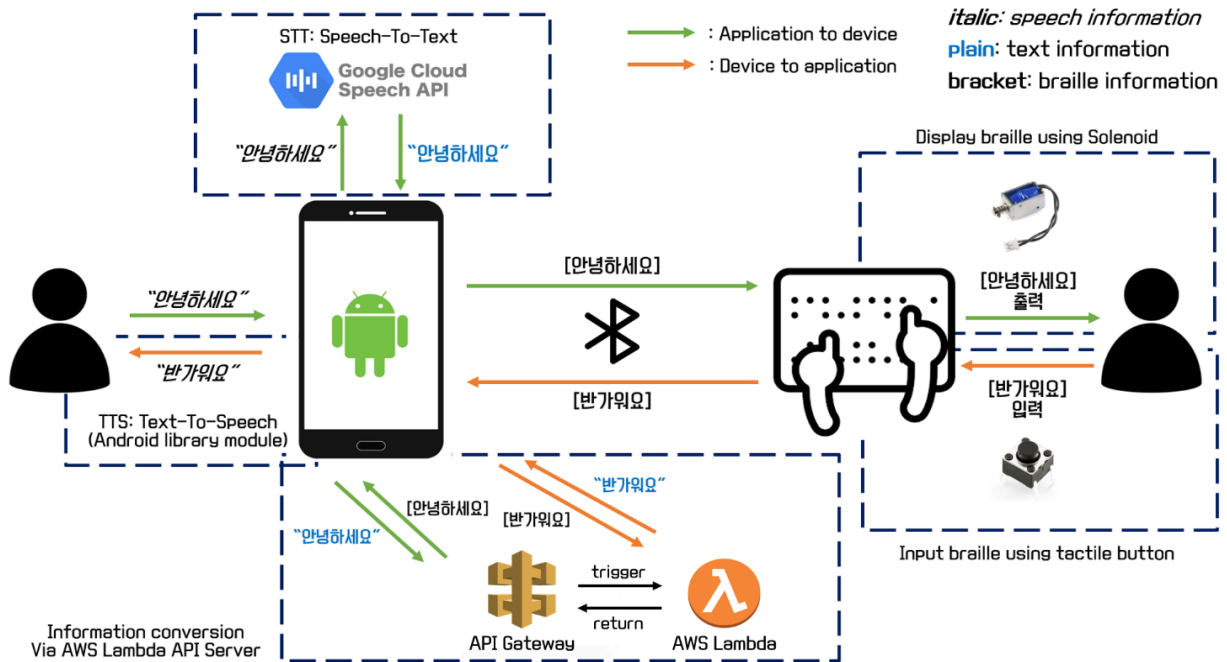 STT: Speech-To-Text
Google Cloud
Speech API
“안녕하세요”
“안녕하세요”
: Application to device
: Device to application
italic: speech information
plain: text information
bracket: braille information
Display braille using Solenoid
“안녕하세요”
“반가워요”
TTS: Text-To-Speech
(Android library module)
[안녕하세요]
[반가워요]
[안녕하세요]
출력
[반가워요]
입력
Input braille using tactile button
“안녕하세요”
[안녕하세요]
[반가워요]
“반가워요”
trigger
return
API Gateway
AWS Lambda
Information conversion
Via AWS Lambda API Server